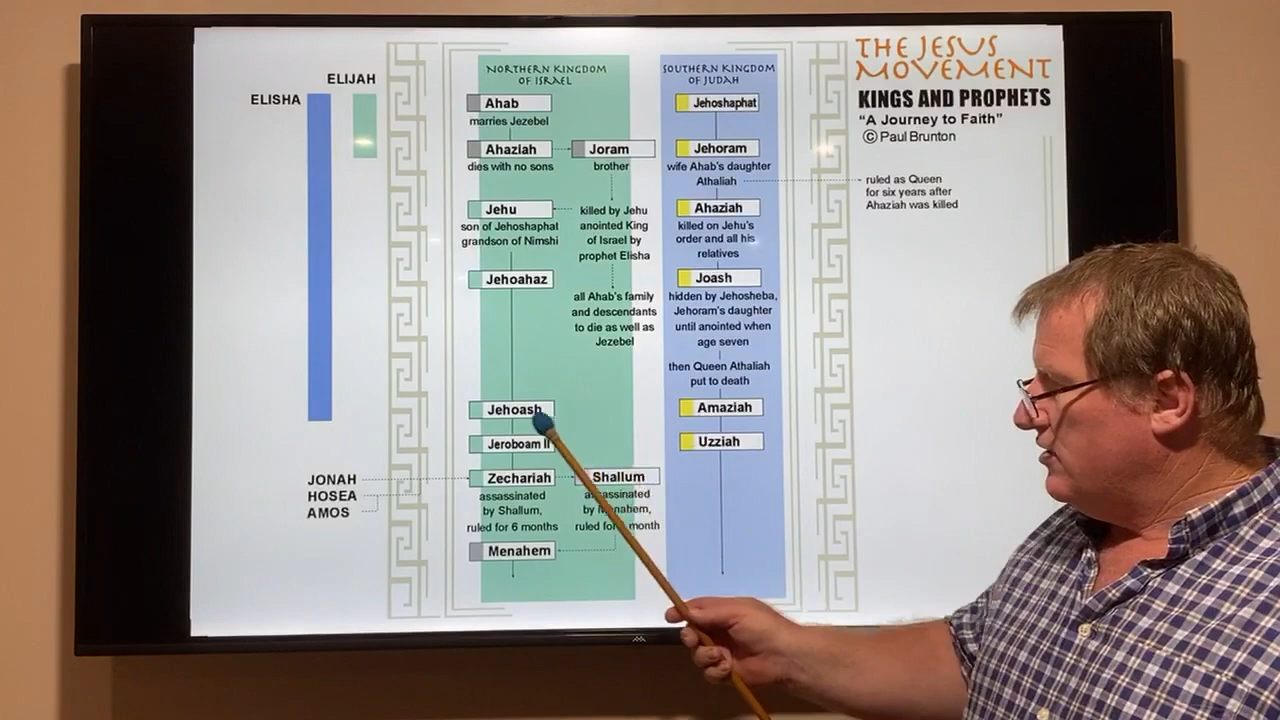 THE JESUS
MOVEMENT
KINGS AND PROPHETS
“A Journey to Faith”
© Paul Brunton
ELIJAH
ELISHA
NORTHERN KINGDOM
OF ISRAEL
Ahab
marries Jezebel
Ahaziah
dies with no sons
Joram
brother
Jehu
son of Jehoshaphat
grandson of Nimshi
killed by Jehu
anointed King
of Israel by
prophet Elisha
Jehoahaz
all Ahab's family
and descendants
to die as well as
Jezebel
Jehoash
Jeroboam II
JONAH
HOSEA
AMOS
Zechariah
assassinated
by Shallum,
ruled for 6 months
Shallum
assassinated
by Menahem,
ruled for month
Menahem
SOUTHERN KINGDOM
OF JUDAH
Jehoshaphat
Jehoram
wife Ahab's daughter
Athaliah
ruled as Queen
for six years after
Ahaziah was killed
Ahaziah
killed on Jehu's
order and all his
relatives
Joash
hidden by Jehosheba,
Jehoram's daughter
until anointed when
age seven
then Queen Athaliah
put to death
Amaziah
Uzziah